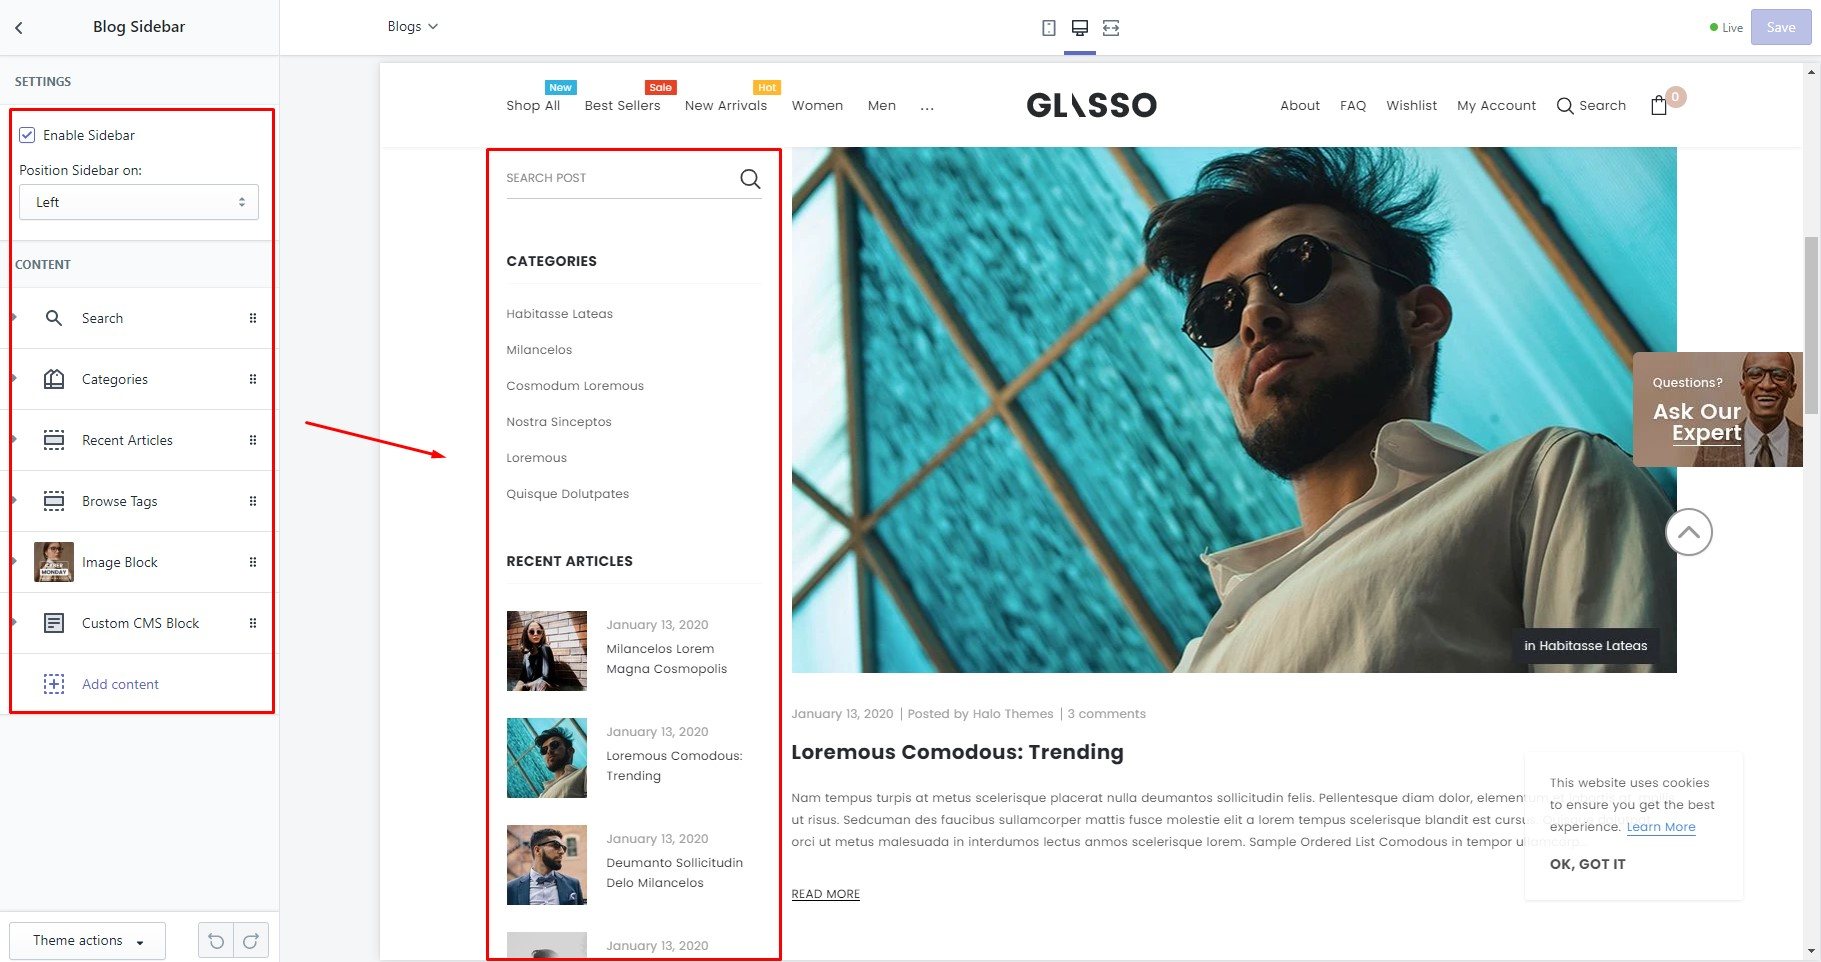 Blog Sidebar
Blogs
Live
Save
SETTINGS
Enable Sidebar
Position Sidebar on:
Left
CONTENT
Search
Categories
Recent Articles
Browse Tags
CYBER
MONDAY
Image Block
Custom CMS Block
Add content
Theme actions
New
Sale
Hot
Shop All
Best Sellers
New Arrivals
Women
Men
...
GLASSO
About
FAQ
Wishlist
My Account
Search
0
SEARCH POST
CATEGORIES
Habitasse Lateas
Milancelos
Cosmodum Loremous
Nostra Sinceptos
Loremous
Quisque Dolutpates
RECENT ARTICLES
January 13, 2020
Milancelos Lorem
Magna Cosmopolis
January 13, 2020
Loremous Comodous:
Trending
January 13, 2020
Deumanto Sollicitudin
Delo Milancelos
January 13, 2020
Questions?
Ask Our
Expert
in Habitasse Lateas
January 13, 2020 | Posted by Halo Themes | 3 comments
Loremous Comodous: Trending
Nam tempus turpis at metus scelerisque placerat nulla deumantos sollicitudin felis. Pellentesque diam dolor,
ut risus. Sedcuman des faucibus sullamcorper mattis fusce molestie elit a lorem tempus scelerisque blandit est
orci ut metus malesuada in interdumos lectus anmos scelerisque lorem. Sample Ordered List Comodous in tempor
READ MORE
This website uses cookies
to ensure you get the best
experience. Learn More
OK, GOT IT